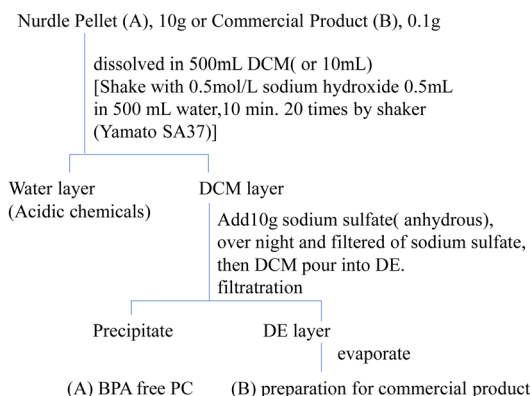 Nurdle Pellet (A), 10g or Commercial Product (B), 0.1g
dissolved in 500mL DCM( or 10mL)
[Shake with 0.5mol/L sodium hydroxide 0.5mL
in 500 mL water,10 min. 20 times by shaker
(Yamato SA37)]
Water layer
(Acidic chemicals)
DCM layer
Add10g sodium sulfate( anhydrous),
over night and filtered of sodium sulfate,
then DCM pour into DE.
filtratration
Precipitate
DE layer
evaporate
(A) BPA free PC
(B) preparation for commercial product